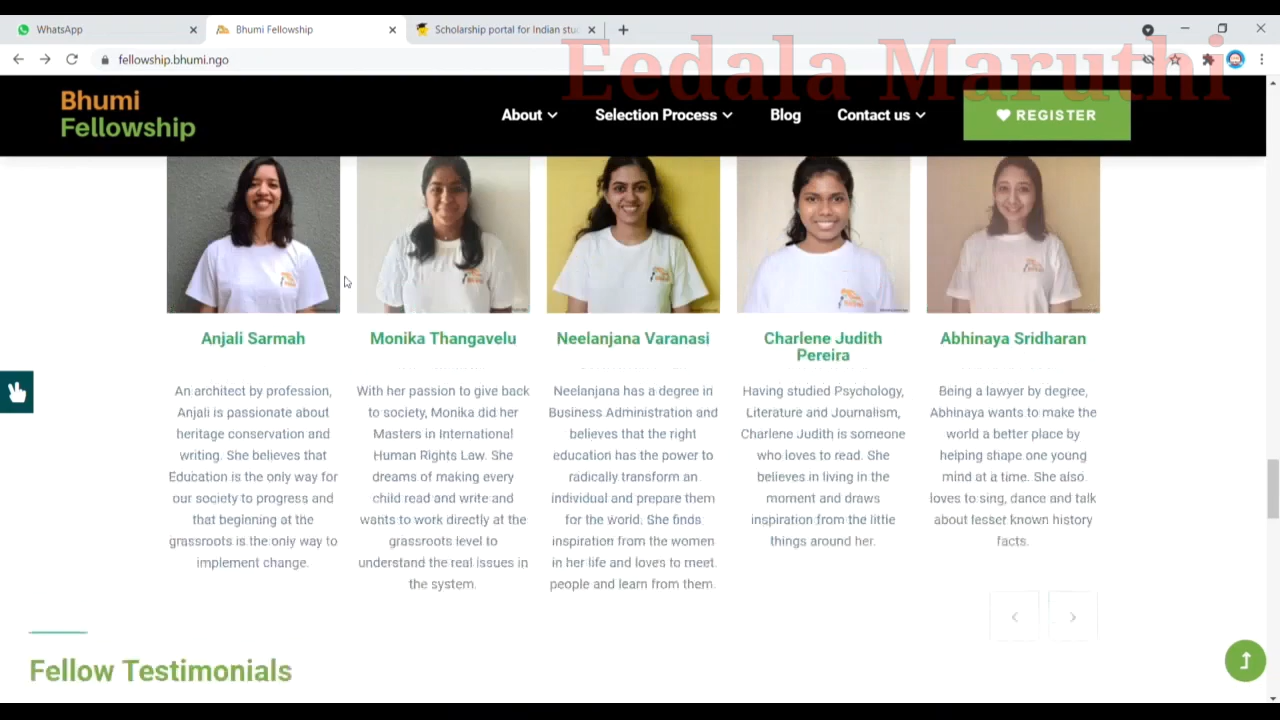 WhatsApp
Bhumi Fellowship
Scholarship portal for Indian stu
fellowship.bhumi.ngo
Eedala Maruthi
Bhumi
Fellowship
About
Selection Process
Blog
Contact us
REGISTER
Anjali Sarmah
An architect by profession,
Anjali is passionate about
heritage conservation and
writing. She believes that
Education is the only way for
our society to progress and
that beginning at the
grassroots is the only way to
implement change.
Monika Thangavelu
With her passion to give back
to society, Monika did her
Masters in International
Human Rights Law. She
dreams of making every
child read and write and
wants to work directly at the
grassroots level to
understand the real issues in
the system.
Neelanjana Varanasi
Neelanjana has a degree in
Business Administration and
believes that the right
education has the power to
radically transform an
individual and prepare them
for the world. She finds
inspiration from the women
in her life and loves to meet
people and learn from them.
Charlene Judith
Pereira
Having studied Psychology,
Literature and Journalism,
Charlene Judith is someone
who loves to read. She
believes in living in the
moment and draws
inspiration from the little
things around her.
Abhinaya Sridharan
Being a lawyer by degree,
Abhinaya wants to make the
world a better place by
helping shape one young
mind at a time. She also
loves to sing, dance and talk
about lesser known history
facts.
Fellow Testimonials